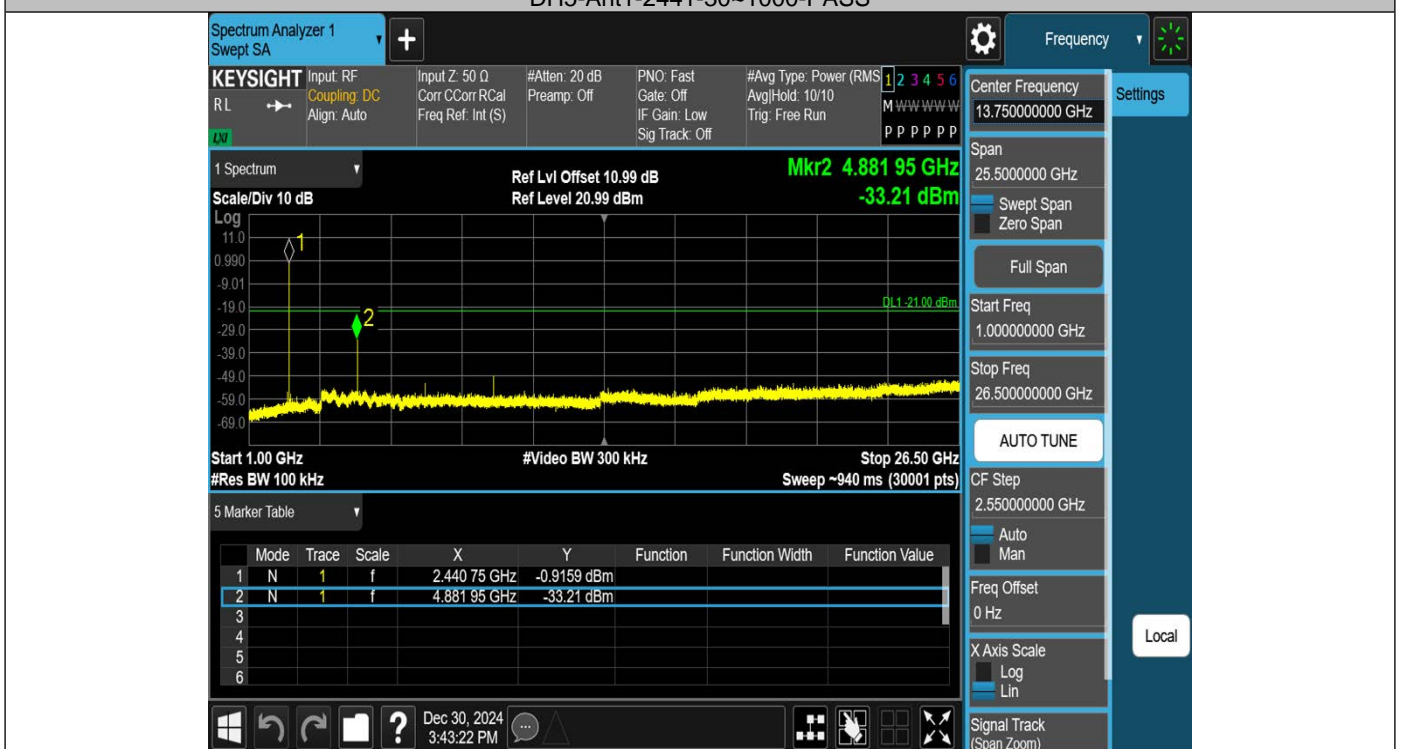 DH5-Ant1-2441-30~1000-PASS
Spectrum Analyzer 1
Swept SA
+
Frequency
KEYSIGHT
RL
LXI
Input: RF
Coupling: DC
Align: Auto
Input Z: 50 Ω
Corr CCorr RCal
Freq Ref: Int (S)
#Atten: 20 dB
Preamp: Off
PNO: Fast
Gate: Off
IF Gain: Low
Sig Track: Off
#Avg Type: Power (RMS
Avg|Hold: 10/10
Trig: Free Run
1 2 3 4 5 6
M W W W W W
P P P P P P
1 Spectrum
Scale/Div 10 dB
Ref Lvl Offset 10.99 dB
Ref Level 20.99 dBm
Mkr2 4.881 95 GHz
-33.21 dBm
Log
11.0
0.990
-9.01
-19.0
-29.0
-39.0
-49.0
-59.0
-69.0
1
2
DL1 -21.00 dBm
Start 1.00 GHz
#Video BW 300 kHz
Stop 26.50 GHz
#Res BW 100 kHz
Sweep ~940 ms (30001 pts)
5 Marker Table
Mode Trace Scale X Y Function Function Width Function Value
1 N 1 f 2.440 75 GHz -0.9159 dBm
2 N 1 f 4.881 95 GHz -33.21 dBm
3
4
5
6
?
Dec 30, 2024
3:43:22 PM
Center Frequency
13.750000000 GHz
Settings
Span
25.5000000 GHz
Swept Span
Zero Span
Full Span
Start Freq
1.000000000 GHz
Stop Freq
26.500000000 GHz
AUTO TUNE
CF Step
2.550000000 GHz
Auto
Man
Freq Offset
0 Hz
Local
X Axis Scale
Log
Lin
Signal Track
(Span Zoom)